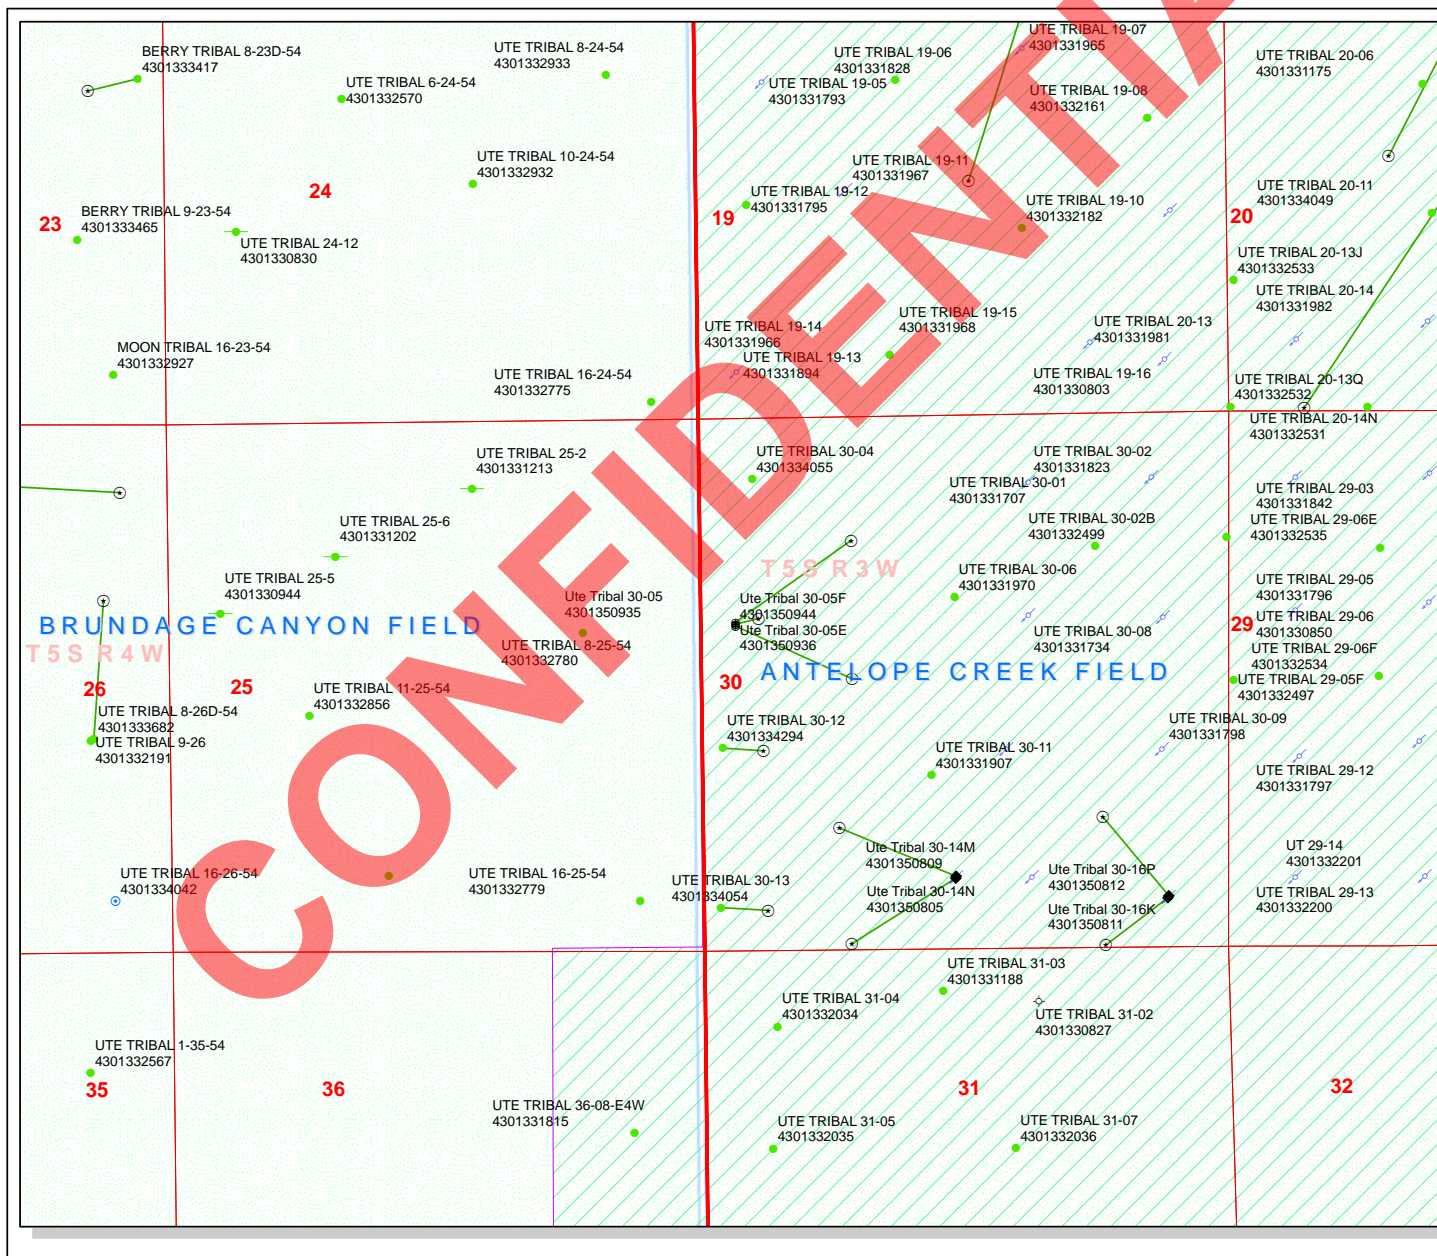 BERRY TRIBAL 8-23D-54
4301333417
UTE TRIBAL 6-24-54
4301332570
UTE TRIBAL 8-24-54
4301332933
UTE TRIBAL 19-06
4301331828
UTE TRIBAL 19-05
4301331793
UTE TRIBAL 19-07
4301331965
UTE TRIBAL 19-08
4301332161
UTE TRIBAL 20-06
4301331175
UTE TRIBAL 10-24-54
4301332932
24
UTE TRIBAL 19-11
4301331967
UTE TRIBAL 19-12
4301331795
19
UTE TRIBAL 19-10
4301332182
UTE TRIBAL 20-11
4301334049
20
23
BERRY TRIBAL 9-23-54
4301333465
UTE TRIBAL 24-12
4301330830
UTE TRIBAL 20-13J
4301332533
UTE TRIBAL 20-14
4301331982
UTE TRIBAL 19-15
4301331968
UTE TRIBAL 19-14
4301331966
UTE TRIBAL 20-13
4301331981
MOON TRIBAL 16-23-54
4301332927
UTE TRIBAL 16-24-54
4301332775
UTE TRIBAL 19-13
4301331894
UTE TRIBAL 19-16
4301330803
UTE TRIBAL 20-13Q
4301332532
UTE TRIBAL 20-14N
4301332531
UTE TRIBAL 25-2
4301331213
UTE TRIBAL 30-04
4301334055
UTE TRIBAL 30-02
4301331823
UTE TRIBAL 30-01
4301331707
UTE TRIBAL 29-03
4301331842
UTE TRIBAL 25-6
4301331202
UTE TRIBAL 30-02B
4301332499
UTE TRIBAL 29-06E
4301332535
T5S R3W
UTE TRIBAL 25-5
4301330944
Ute Tribal 30-05
4301350935
Ute Tribal 30-05F
4301350944
UTE TRIBAL 30-06
4301331970
UTE TRIBAL 29-05
4301331796
BRUNDAGE CANYON FIELD
T5S R4W
UTE TRIBAL 8-25-54
4301332780
Ute Tribal 30-05E
4301350936
UTE TRIBAL 30-08
4301331734
29
UTE TRIBAL 29-06
4301330850
UTE TRIBAL 29-06F
4301332534
UTE TRIBAL 29-05F
4301332497
ANTELOPE CREEK FIELD
26
25
30
UTE TRIBAL 11-25-54
4301332856
UTE TRIBAL 8-26D-54
4301333682
UTE TRIBAL 9-26
4301332191
UTE TRIBAL 30-12
4301334294
UTE TRIBAL 30-09
4301331798
UTE TRIBAL 30-11
4301331907
UTE TRIBAL 29-12
4301331797
Ute Tribal 30-14M
4301350809
UT 29-14
4301332201
UTE TRIBAL 16-26-54
4301334042
UTE TRIBAL 16-25-54
4301332779
UTE TRIBAL 30-13
4301334054
Ute Tribal 30-14N
4301350805
Ute Tribal 30-16P
4301350812
Ute Tribal 30-16K
4301350811
UTE TRIBAL 29-13
4301332200
UTE TRIBAL 31-03
4301331188
UTE TRIBAL 31-04
4301332034
UTE TRIBAL 31-02
4301330827
UTE TRIBAL 1-35-54
4301332567
35
36
31
32
UTE TRIBAL 36-08-E4W
4301331815
UTE TRIBAL 31-05
4301332035
UTE TRIBAL 31-07
4301332036
CONFIDENTIA